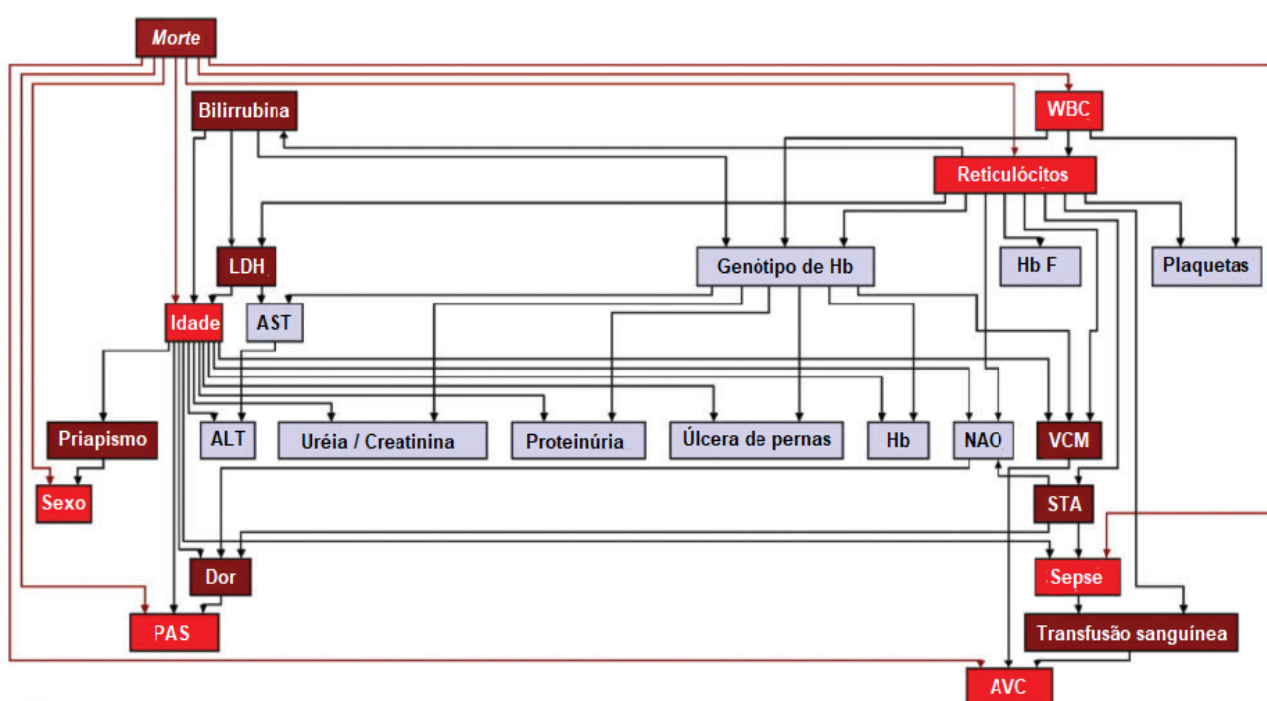 Morte
Bilirrubina
WBC
Reticulócitos
LDH
Genótipo de Hb
Hb F
Plaquetas
Idade
AST
Priapismo
ALT
Uréia / Creatinina
Proteinúria
Úlcera de pernas
Hb
NAO
VCM
Sexo
STA
Dor
Sepse
PAS
Transfusão sanguínea
AVC